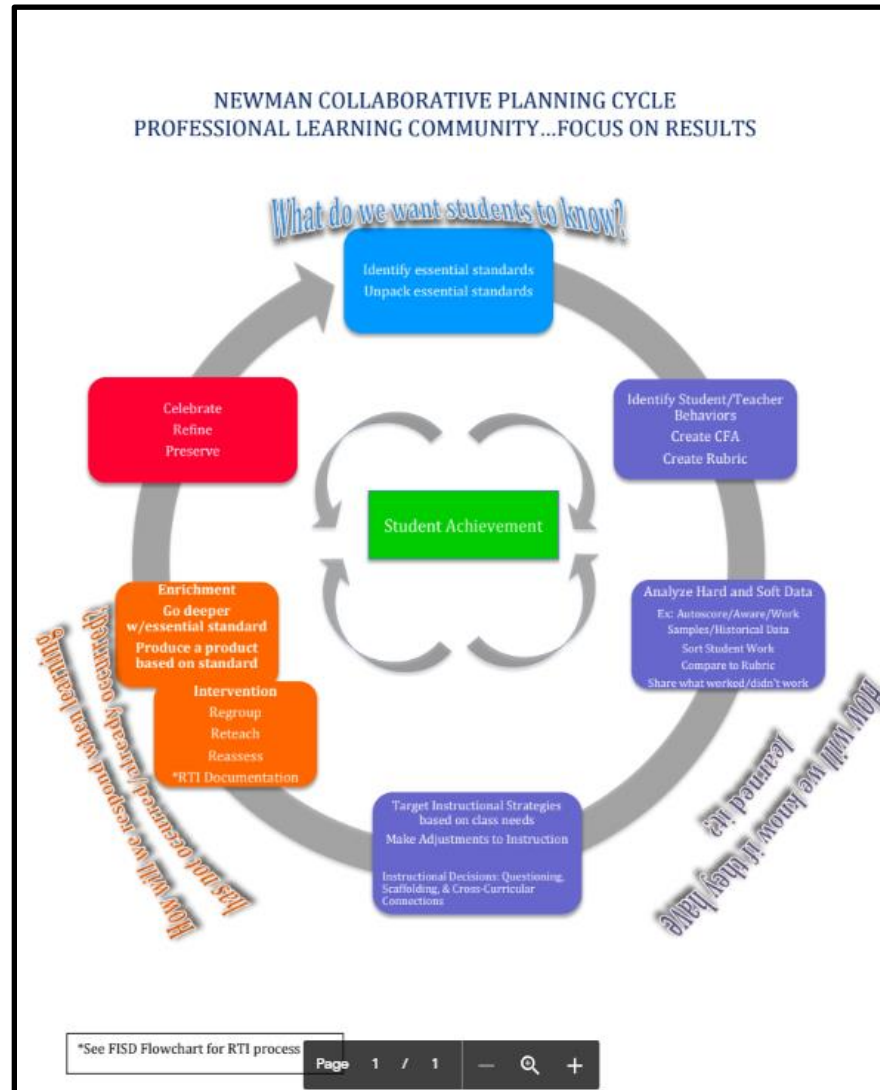 NEWMAN COLLABORATIVE PLANNING CYCLE
PROFESSIONAL LEARNING COMMUNITY...FOCUS ON RESULTS
What do we want students to know?
Identify essential standards
Unpack essential standards
Identify Student/Teacher
Behaviors
Create CFA
Create Rubric
Analyze Hard and Soft Data
Ex: Autoscore/Aware/Work
Samples/Historical Data
Sort Student Work
Compare to Rubric
Share what worked/didn't work
How will we know if they have
learned it?
Target Instructional Strategies
based on class needs
Make Adjustments to Instruction
Instructional Decisions: Questioning,
Scaffolding, & Cross-Curricular
Connections
Intervention
Regroup
Reteach
Reassess
*RTI Documentation
Enrichment
Go deeper
w/essential standard
Produce a product
based on standard
How will we respond when learning
has not occurred/already occurred?
Celebrate
Refine
Preserve
Student Achievement
*See FISD Flowchart for RTI process
Page 1 / 1